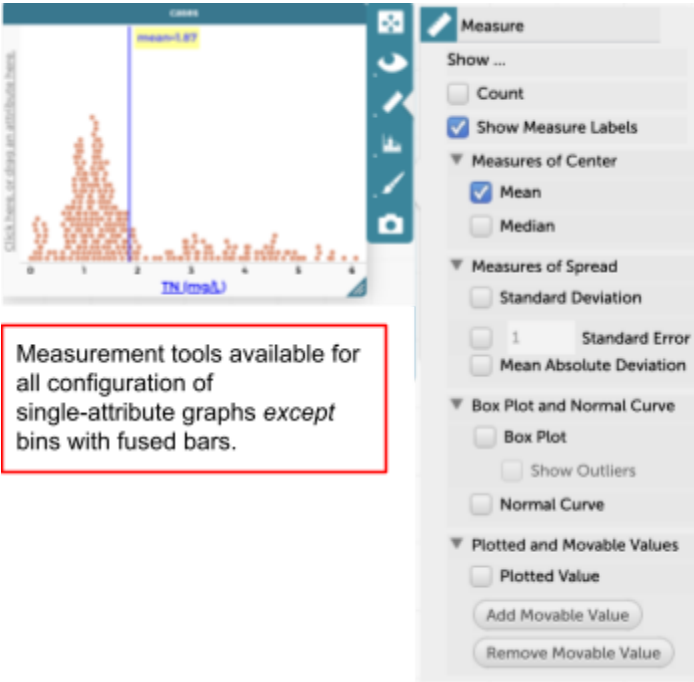 cases
mean=1.87
Click here, or drag an attribute here.
0 1 2 3 4 5 6
TN (mg/L)
Measure
Show ...
Count
Show Measure Labels
Measures of Center
Mean
Median
Measures of Spread
Standard Deviation
1 Standard Error
Mean Absolute Deviation
Box Plot and Normal Curve
Box Plot
Show Outliers
Normal Curve
Plotted and Movable Values
Plotted Value
Add Movable Value
Remove Movable Value
Measurement tools available for
all configuration of
single-attribute graphs except
bins with fused bars.